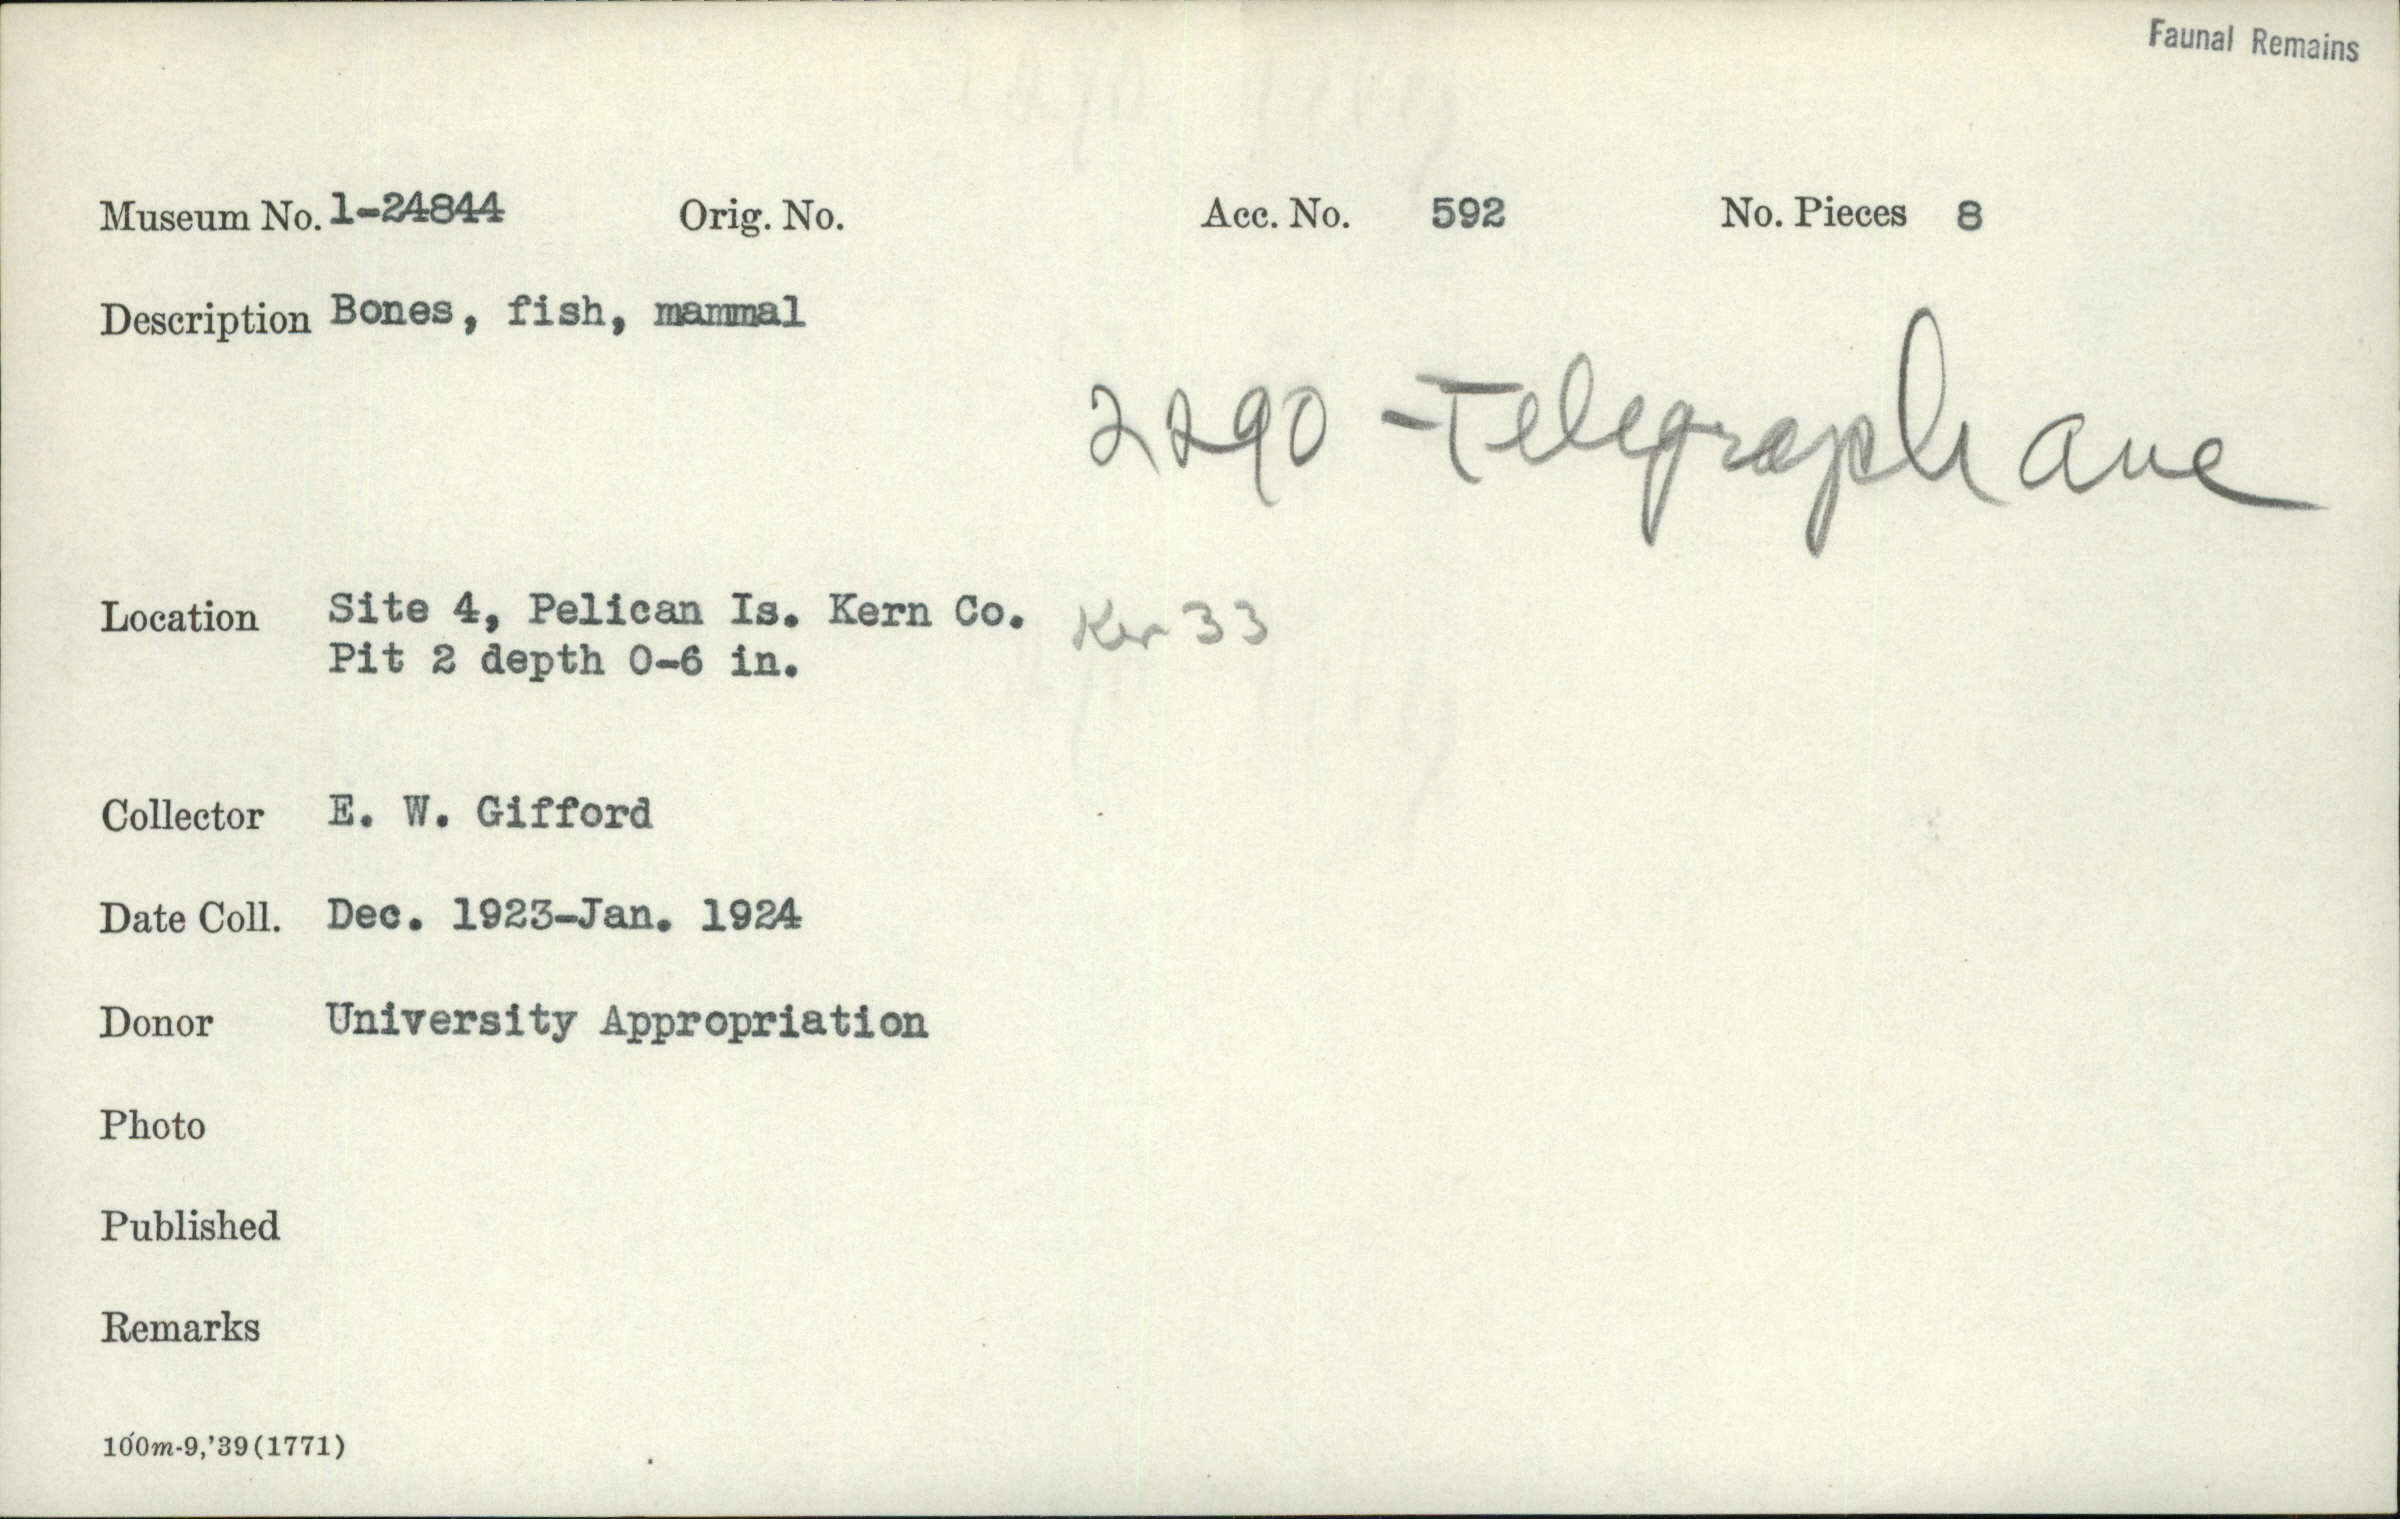 Faunal Remains
Museum No. 1-24844 Orig. No. Acc. No. 592 No. Pieces 8
Description Bones, fish, mammal
2290 - Telegraph Ave
Location Site 4, Pelican Is. Kern Co. Ker 33
Pit 2 depth 0-6 in.
Collector E. W. Gifford
Date Coll. Dec. 1923-Jan. 1924
Donor University Appropriation
Photo
Published
Remarks
100m-9,'39(1771)